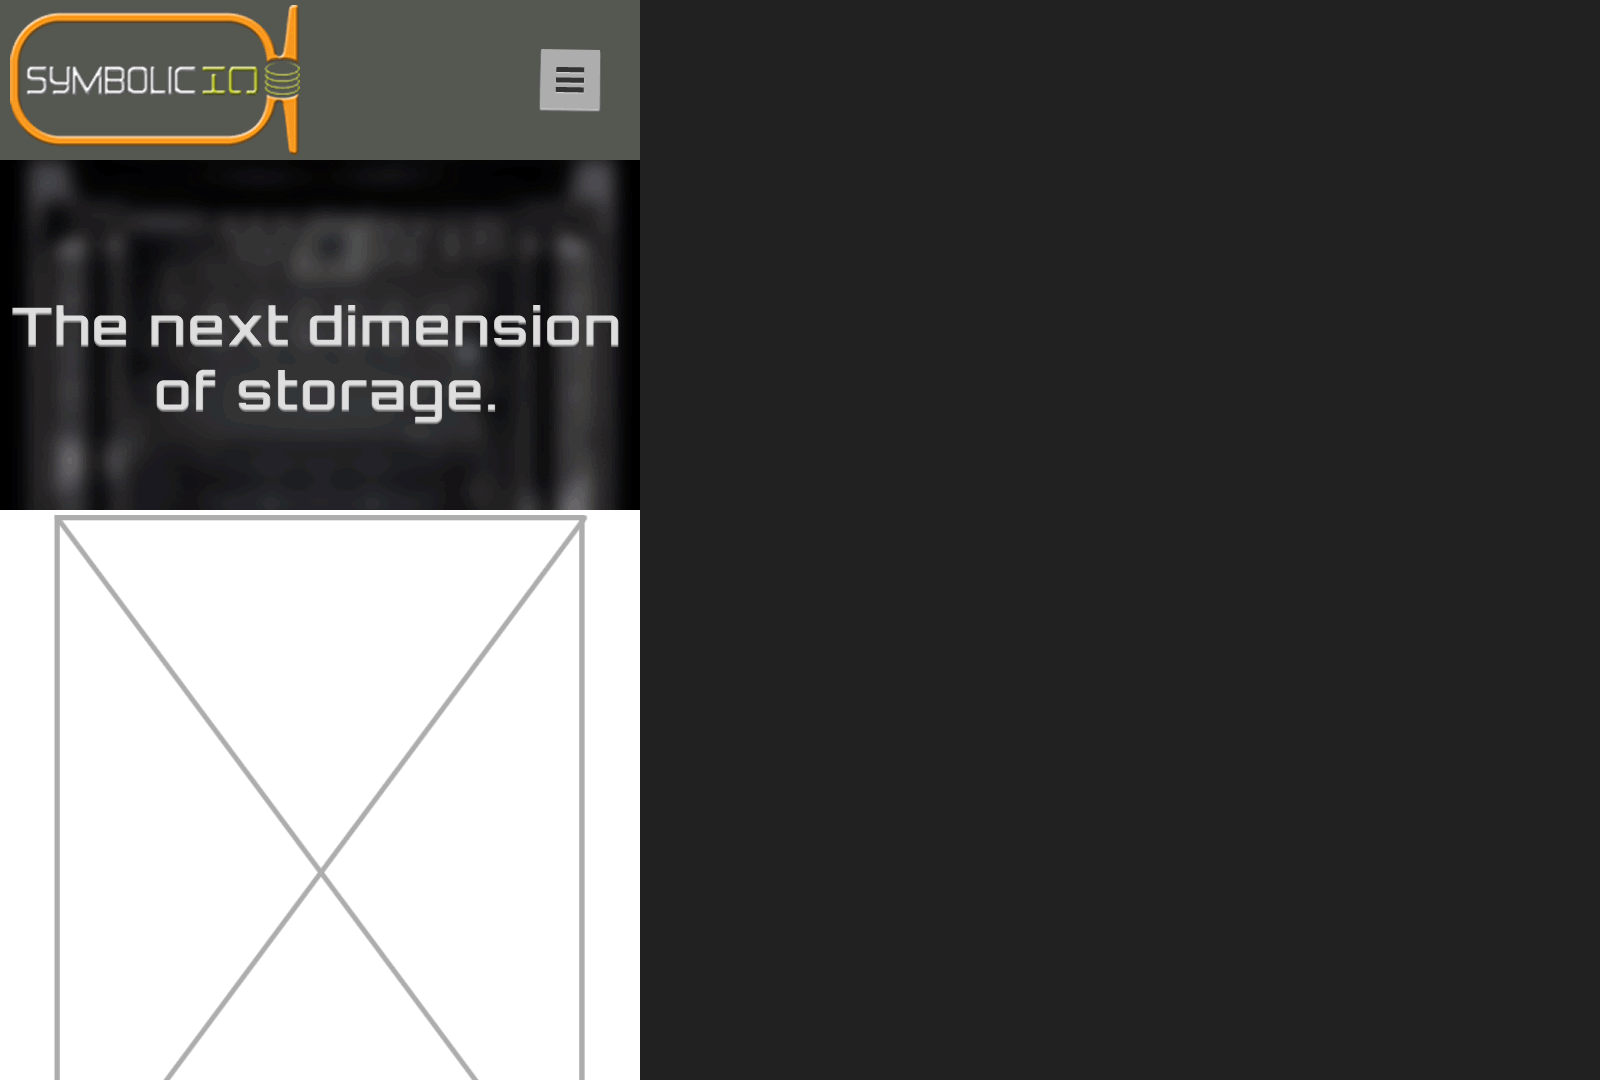 SYMBOLIC IO
The next dimension
of storage.